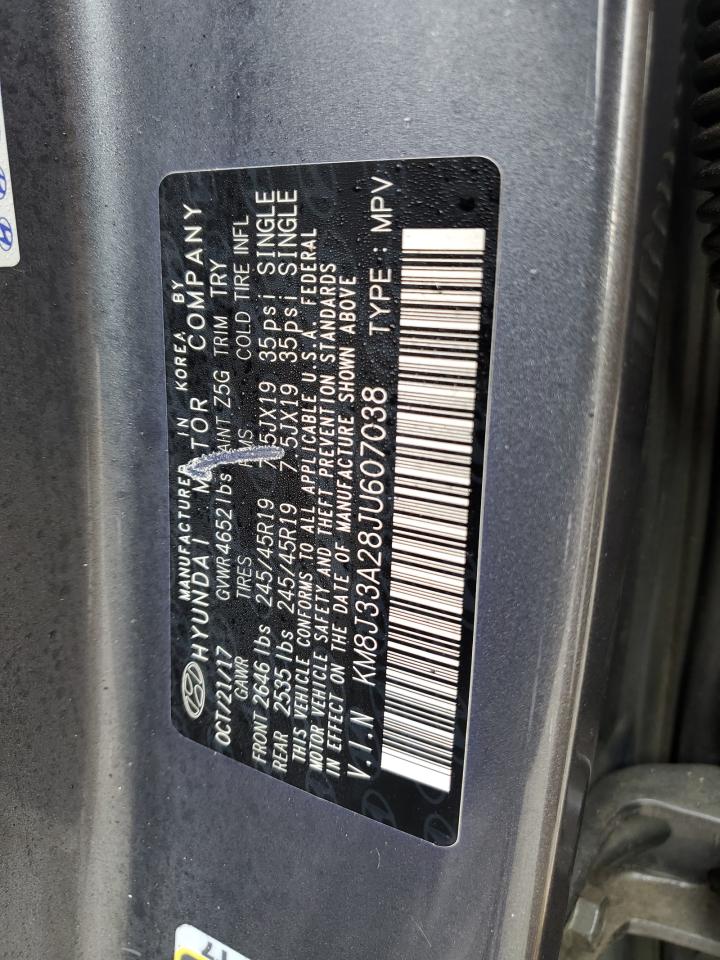 MANUFACTURED IN KOREA BY
HYUNDAI MOTOR COMPANY
OCT/21/17 GVWR 4652 lbs PAINT Z5G TRIM TRY
GAWR TIRES RIMS COLD TIRE INFL
FRONT 2646 lbs 245/45R19 7.5JX19 35psi SINGLE
REAR 2535 lbs 245/45R19 7.5JX19 35psi SINGLE
THIS VEHICLE CONFORMS TO ALL APPLICABLE U.S.A. FEDERAL
MOTOR VEHICLE SAFETY AND THEFT PREVENTION STANDARDS
IN EFFECT ON THE DATE OF MANUFACTURE SHOWN ABOVE
V.I.N KM8J33A28JU607038 TYPE : MPV